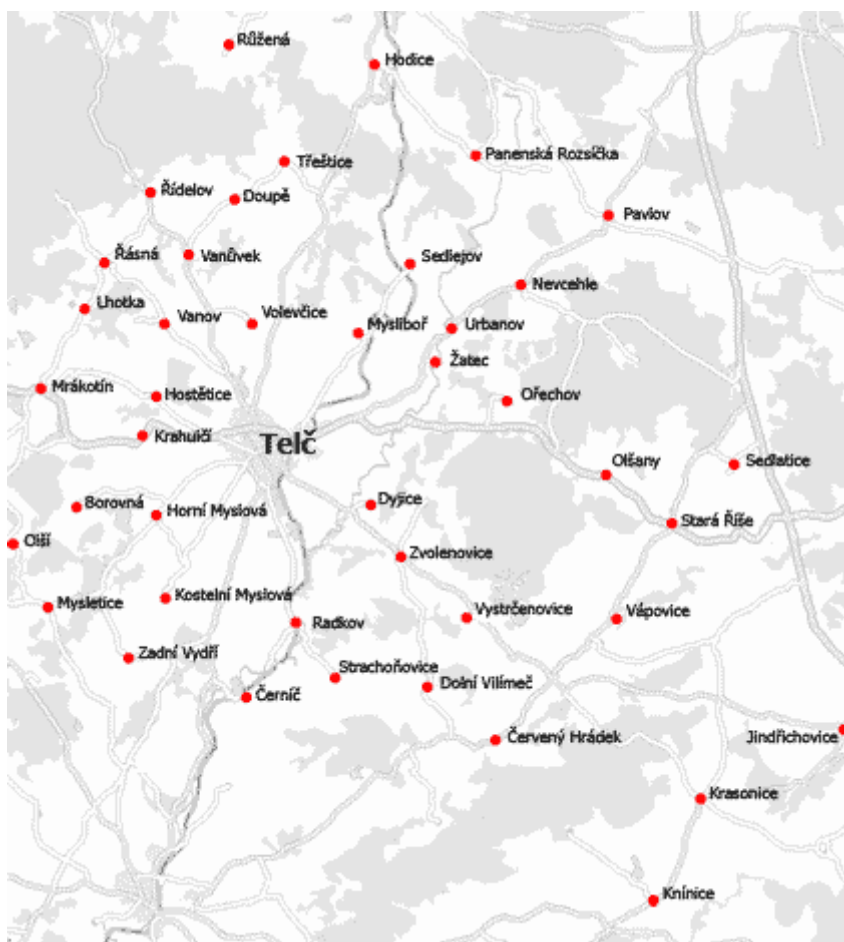 Růžená
Hodice
Panenská Rozsíčka
Třeštice
Řídelov
Doupě
Pavlov
Vanůvek
Řásná
Sedlejov
Nevcehle
Lhotka
Vanov
Volevčice
Mysliboř
Urbanov
Žatec
Mrákotín
Hostětice
Ořechov
Krahulčí
Telč
Olšany
Sedlatice
Borovná
Horní Myslová
Dyjice
Stará Říše
Olší
Zvolenovice
Mysletice
Kostelní Myslová
Radkov
Vystrčenovice
Vápovice
Zadní Vydří
Strachoňovice
Dolní Vilímeč
Černíč
Červený Hrádek
Jindřichovice
Krasonice
Knínice